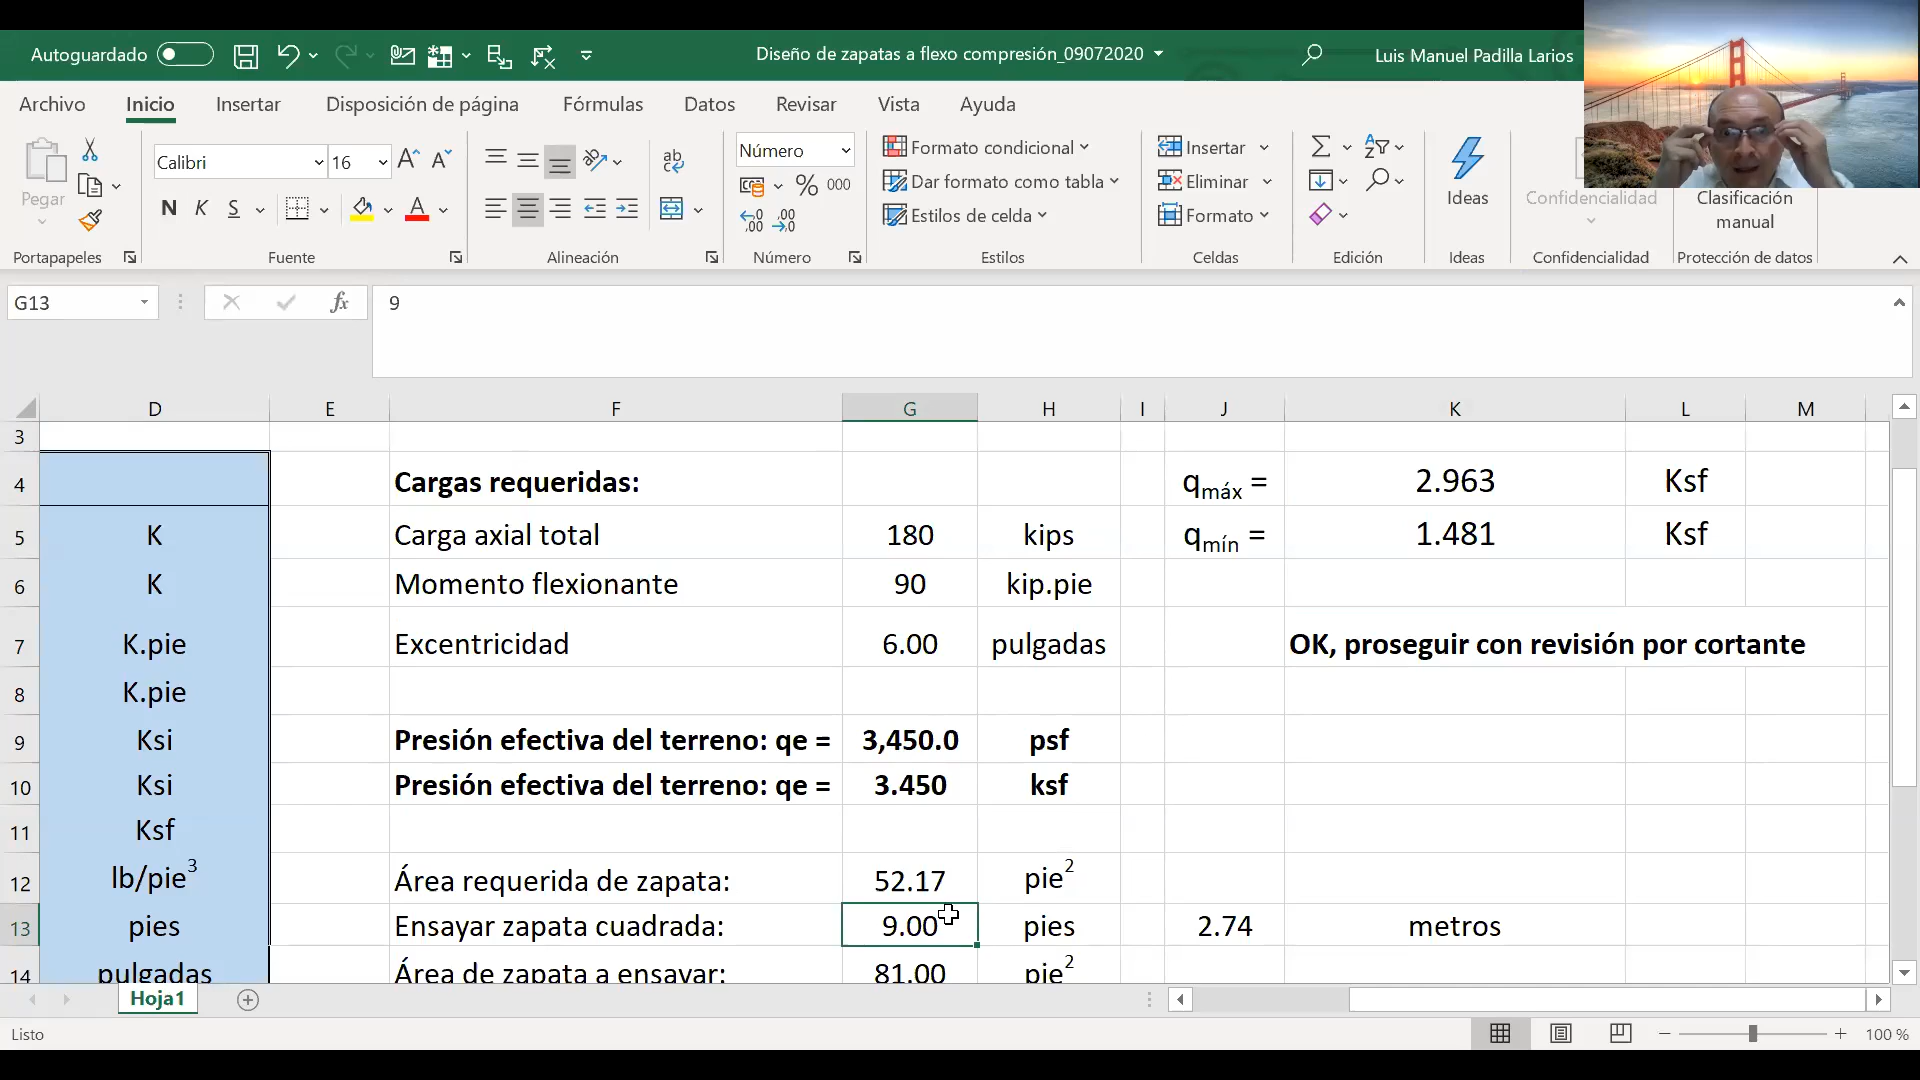 Autoguardado
Diseño de zapatas a flexo compresión_09072020
Luis Manuel Padilla Larios
Archivo Inicio Insertar Disposición de página Fórmulas Datos Revisar Vista Ayuda
Pegar
Calibri 16
N K S
Número
% 000
Formato condicional
Dar formato como tabla
Estilos de celda
Insertar
Eliminar
Formato
Ideas
Confidencialidad
Clasificación
manual
Portapapeles Fuente Alineación Número Estilos Celdas Edición Ideas Confidencialidad Protección de datos
G13 fx 9
D E F G H I J K L M
3
4 Cargas requeridas: qmáx = 2.963 Ksf
5 K Carga axial total 180 kips qmín = 1.481 Ksf
6 K Momento flexionante 90 kip.pie
7 K.pie Excentricidad 6.00 pulgadas OK, proseguir con revisión por cortante
8 K.pie
9 Ksi Presión efectiva del terreno: qe = 3,450.0 psf
10 Ksi Presión efectiva del terreno: qe = 3.450 ksf
11 Ksf
12 lb/pie3 Área requerida de zapata: 52.17 pie2
13 pies Ensayar zapata cuadrada: 9.00 pies 2.74 metros
14 pulgadas Área de zapata a ensayar: 81.00 pie2
Hoja1
Listo
100 %